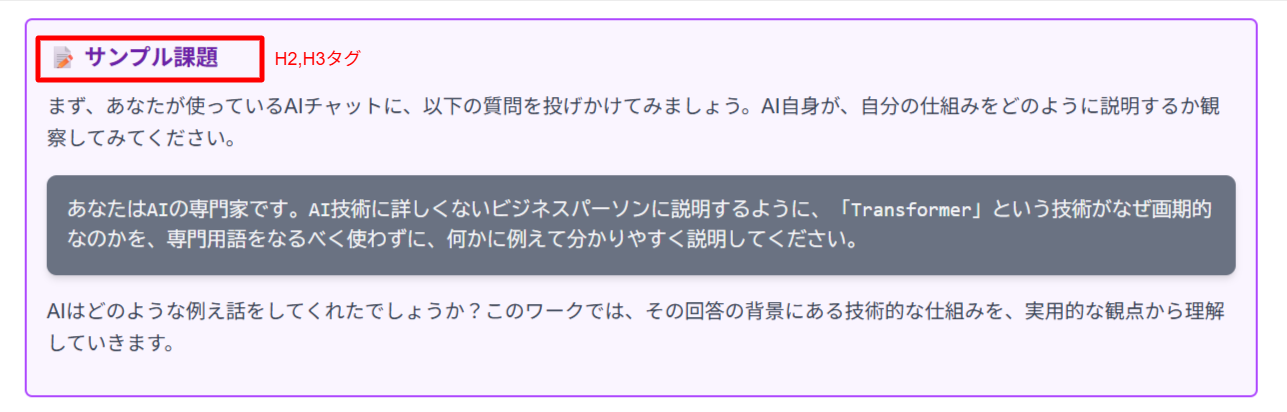 📝 サンプル課題 H2,H3タグ
まず、あなたが使っているAIチャットに、以下の質問を投げかけてみましょう。AI自身が、自分の仕組みをどのように説明するか観
察してみてください。
あなたはAIの専門家です。AI技術に詳しくないビジネスパーソンに説明するように、「Transformer」という技術がなぜ画期的
なのかを、専門用語をなるべく使わずに、何かに例えて分かりやすく説明してください。
AIはどのような例え話をしてくれたでしょうか？このワークでは、その回答の背景にある技術的な仕組みを、実用的な観点から理解
していきます。